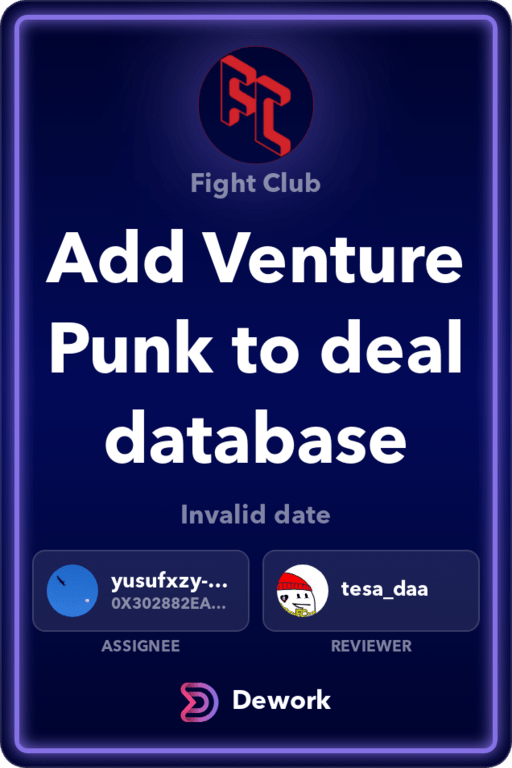 FC
Fight Club
Add Venture
Punk to deal
database
Invalid date
yusufxzy-...
0X302882EA...
tesa_daa
ASSIGNEE
REVIEWER
Dework